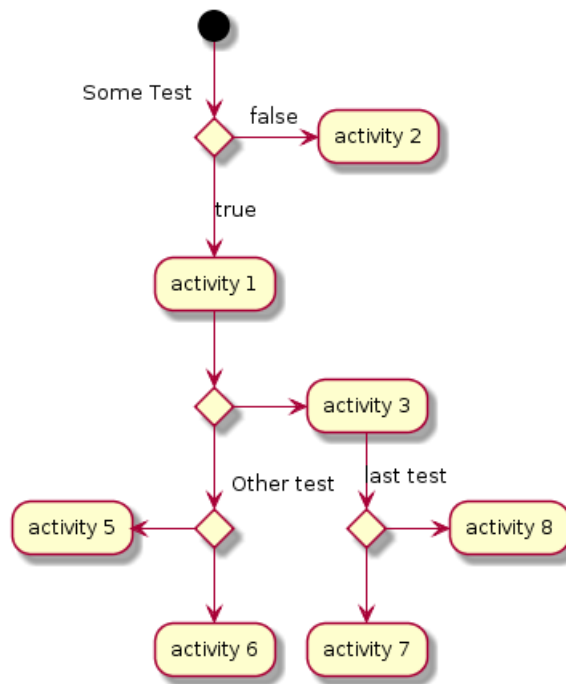 Some Test
false
activity 2
true
activity 1
activity 3
Other test
last test
activity 5
activity 8
activity 6
activity 7